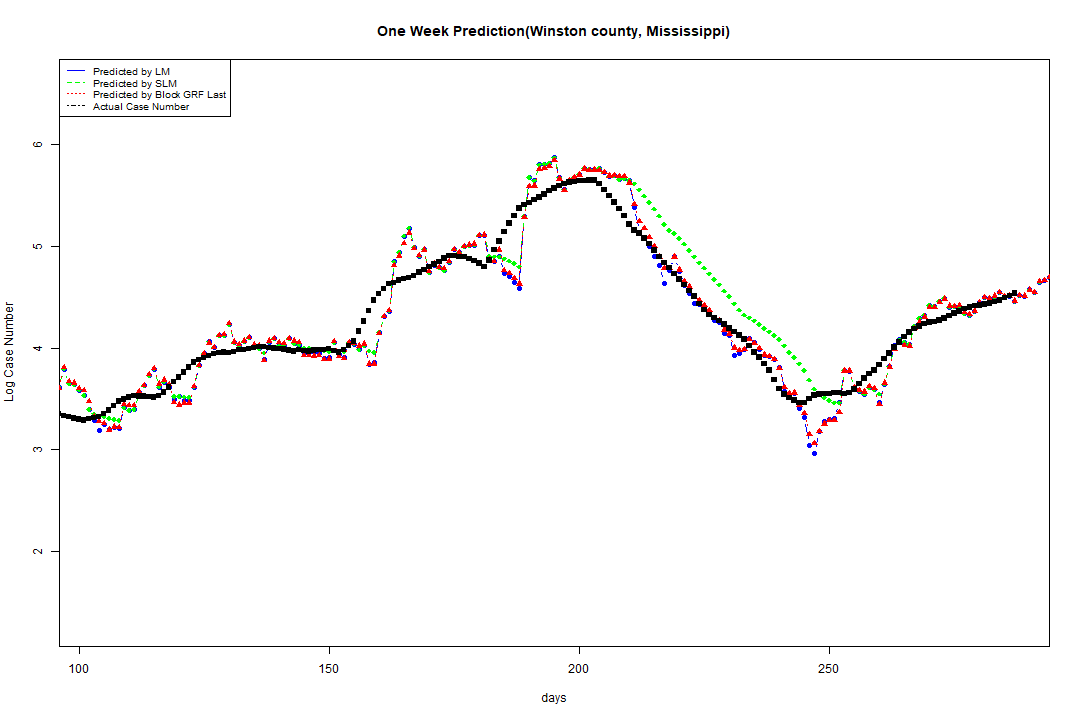 One Week Prediction(Winston county, Mississippi)
Predicted by LM
Predicted by SLM
Predicted by Block GRF Last
Actual Case Number
6
5
4
3
2
Log Case Number
100 150 200 250
days